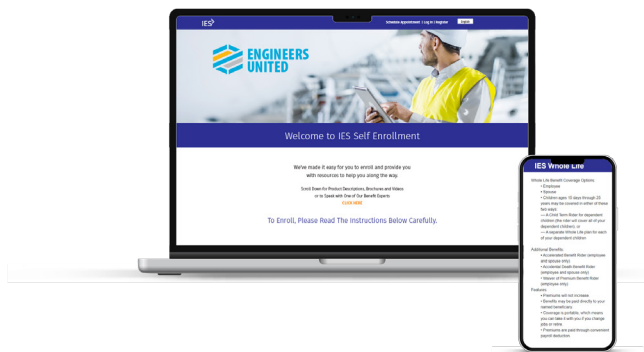 IES
Schedule Appointment | Log In | Register
English
ENGINEERS
UNITED
Welcome to IES Self Enrollment
We've made it easy for you to enroll and provide you
with resources to help you along the way.
Scroll Down for Product Descriptions, Brochures and Videos
or to Speak with One of Our Benefit Experts
CLICK HERE
To Enroll, Please Read The Instructions Below Carefully.
IES Whole Life
Whole Life Benefit Coverage Options
• Employee
• Spouse
• Children ages 15 days through 25
years may be covered in either of these
two ways:
— A Child Term Rider for dependent
children (the rider will cover all of your
dependent children), or
— A separate Whole Life plan for each
of your dependent children
Additional Benefits
• Accelerated Benefit Rider (employee
and spouse only)
• Accidental Death Benefit Rider
(employee and spouse only)
• Waiver of Premium Benefit Rider
(employee only)
Features
• Premiums will not increase
• Benefits may be paid directly to your
named beneficiary
• Coverage is portable, which means
you can take it with you if you change
jobs or retire
• Premiums are paid through convenient
payroll deduction.